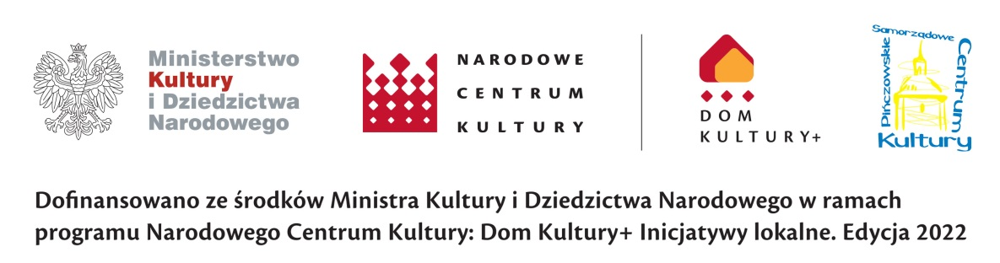 Ministerstwo
Kultury
i Dziedzictwa
Narodowego
NARODOWE
CENTRUM
KULTURY
DOM
KULTURY+
Pińczowskie
Samorządowe
Centrum
Kultury
Dofinansowano ze środków Ministra Kultury i Dziedzictwa Narodowego w ramach
programu Narodowego Centrum Kultury: Dom Kultury+ Inicjatywy lokalne. Edycja 2022